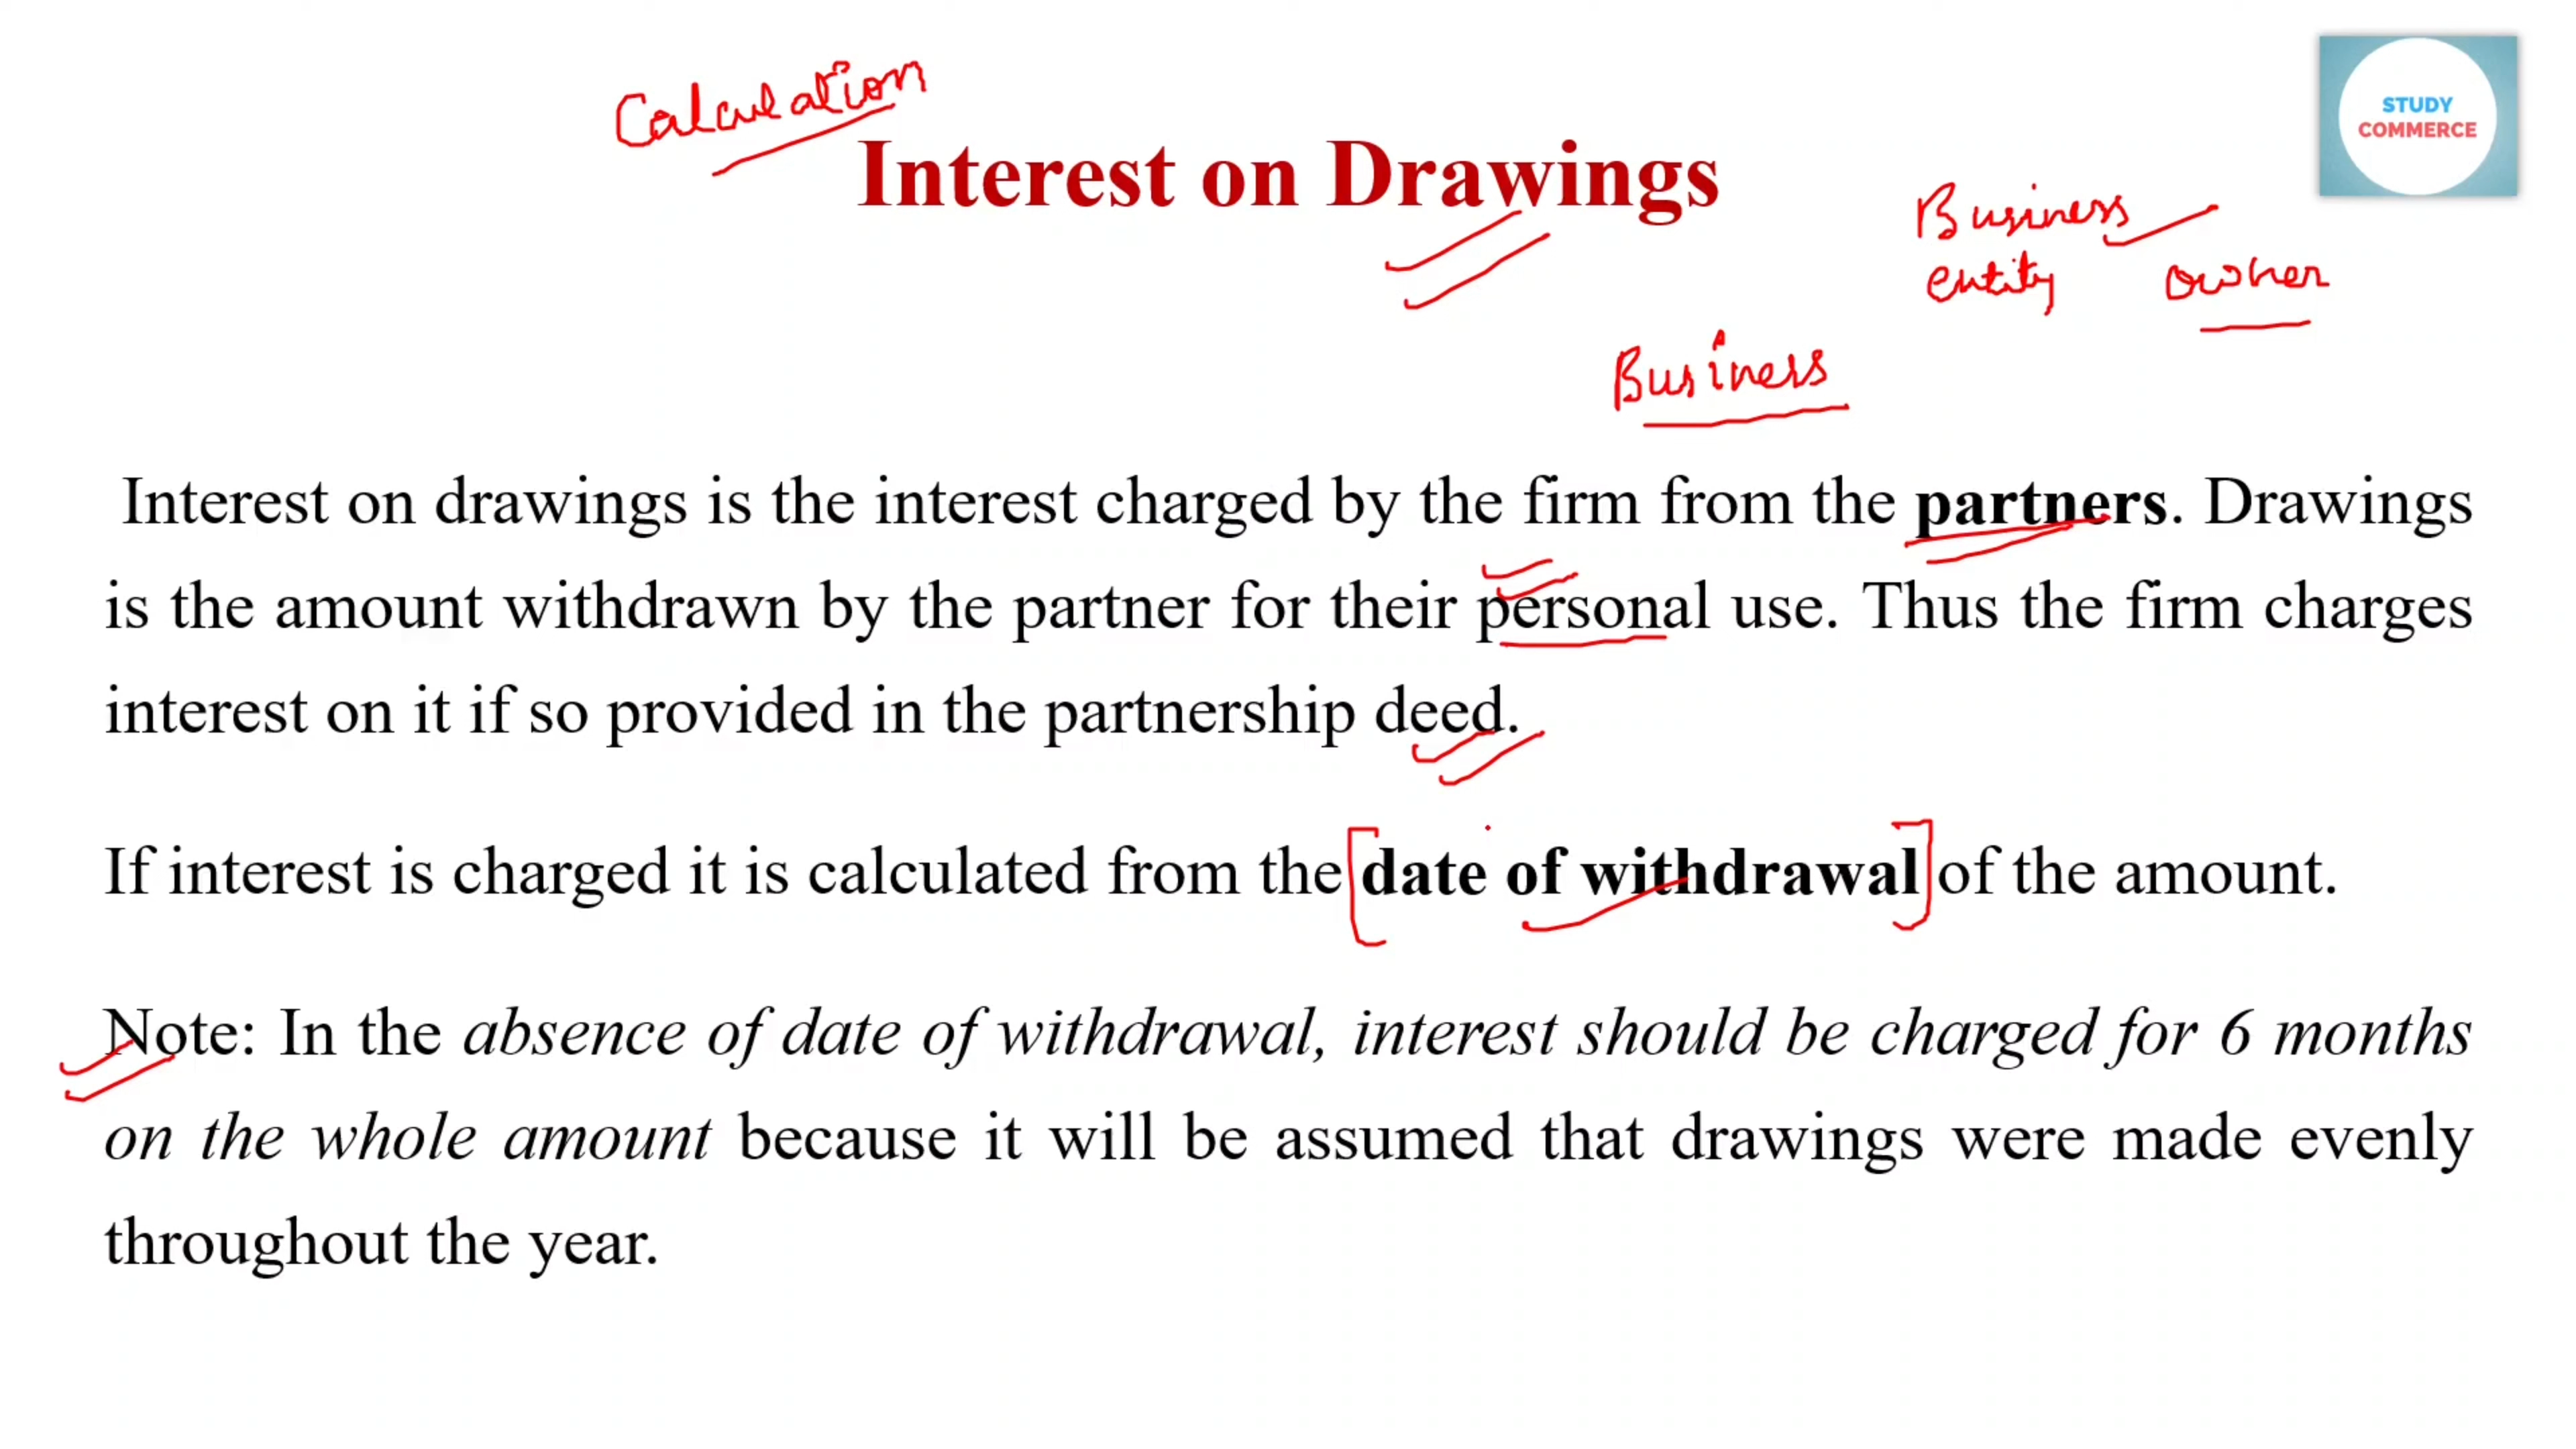 Calculation
STUDY
COMMERCE
Interest on Drawings
Business
entity owner
Business
Interest on drawings is the interest charged by the firm from the partners. Drawings
is the amount withdrawn by the partner for their personal use. Thus the firm charges
interest on it if so provided in the partnership deed.
If interest is charged it is calculated from the [date of withdrawal] of the amount.
Note: In the absence of date of withdrawal, interest should be charged for 6 months
on the whole amount because it will be assumed that drawings were made evenly
throughout the year.